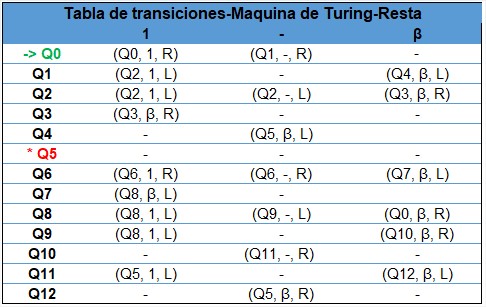 Tabla de transiciones-Maquina de Turing-Resta
1 - β
-> Q0 (Q0, 1, R) (Q1, -, R) -
Q1 (Q2, 1, L) - (Q4, β, L)
Q2 (Q2, 1, L) (Q2, -, L) (Q3, β, R)
Q3 (Q3, β, R)
Q4 - (Q5, β, L)
* Q5 - - -
Q6 (Q6, 1, R) (Q6, -, R) (Q7, β, L)
Q7 (Q8, β, L) -
Q8 (Q8, 1, L) (Q9, -, L) (Q0, β, R)
Q9 (Q8, 1, L) (Q10, β, R)
Q10 - (Q11, -, R) -
Q11 (Q5, 1, L) (Q12, β, L)
Q12 - (Q5, β, R) -